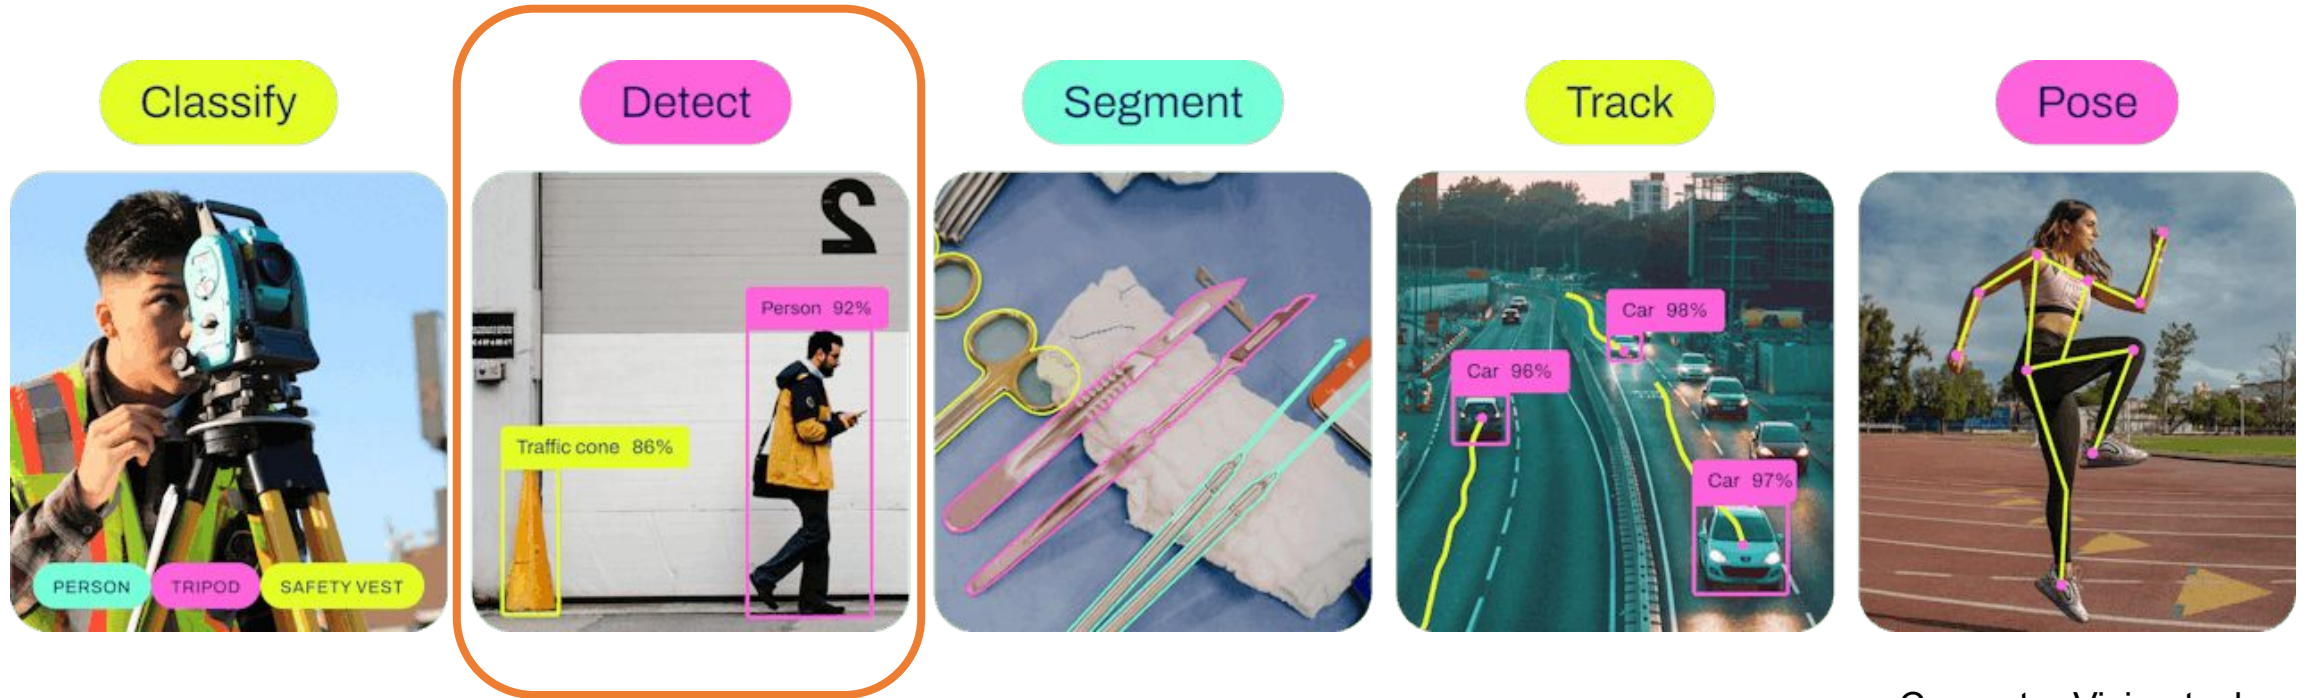 Classify
Detect
Segment
Track
Pose
PERSON
TRIPOD
SAFETY VEST
2
Person 92%
Traffic cone 86%
Car 98%
Car 96%
Car 97%